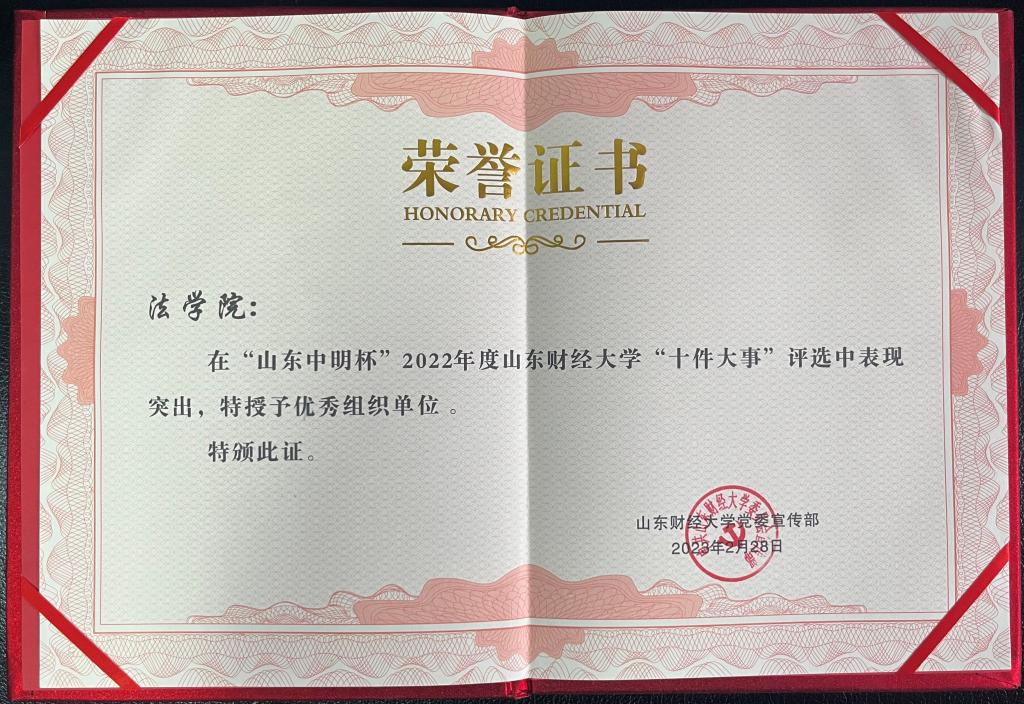 荣誉证书
HONORARY CREDENTIAL
法学院：
在“山东中明杯”2022年度山东财经大学“十件大事”评选中表现
突出，特授予优秀组织单位 。
特颁此证。
山东财经大学党委宣传部
2023年2月28日